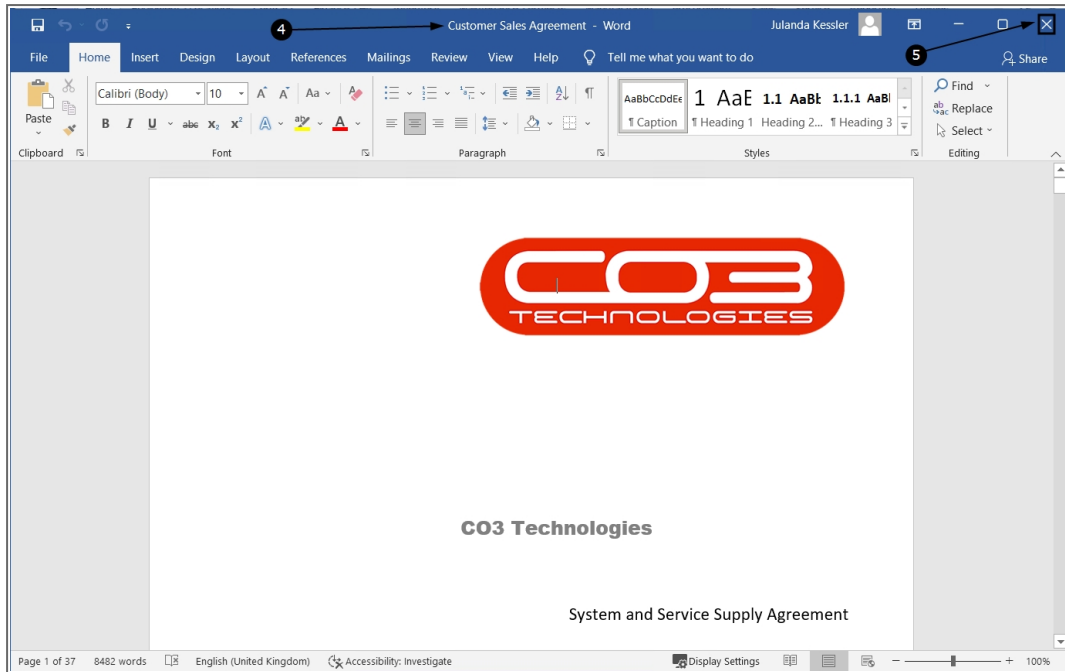 4
Customer Sales Agreement - Word
Julanda Kessler
5
File Home Insert Design Layout References Mailings Review View Help Tell me what you want to do Share
Paste
Calibri (Body) 10 A A Aa A
B I U abc X₂ X² A aby A
AaBbCcDdEe 1 AaB 1.1 AaBb 1.1.1 AaBl
¶ Caption ¶ Heading 1 Heading 2... ¶ Heading 3
Find
Replace
Select
Clipboard Font Paragraph Styles Editing
CO3
TECHNOLOGIES
CO3 Technologies
System and Service Supply Agreement
Page 1 of 37 8482 words English (United Kingdom) Accessibility: Investigate Display Settings - + 100%